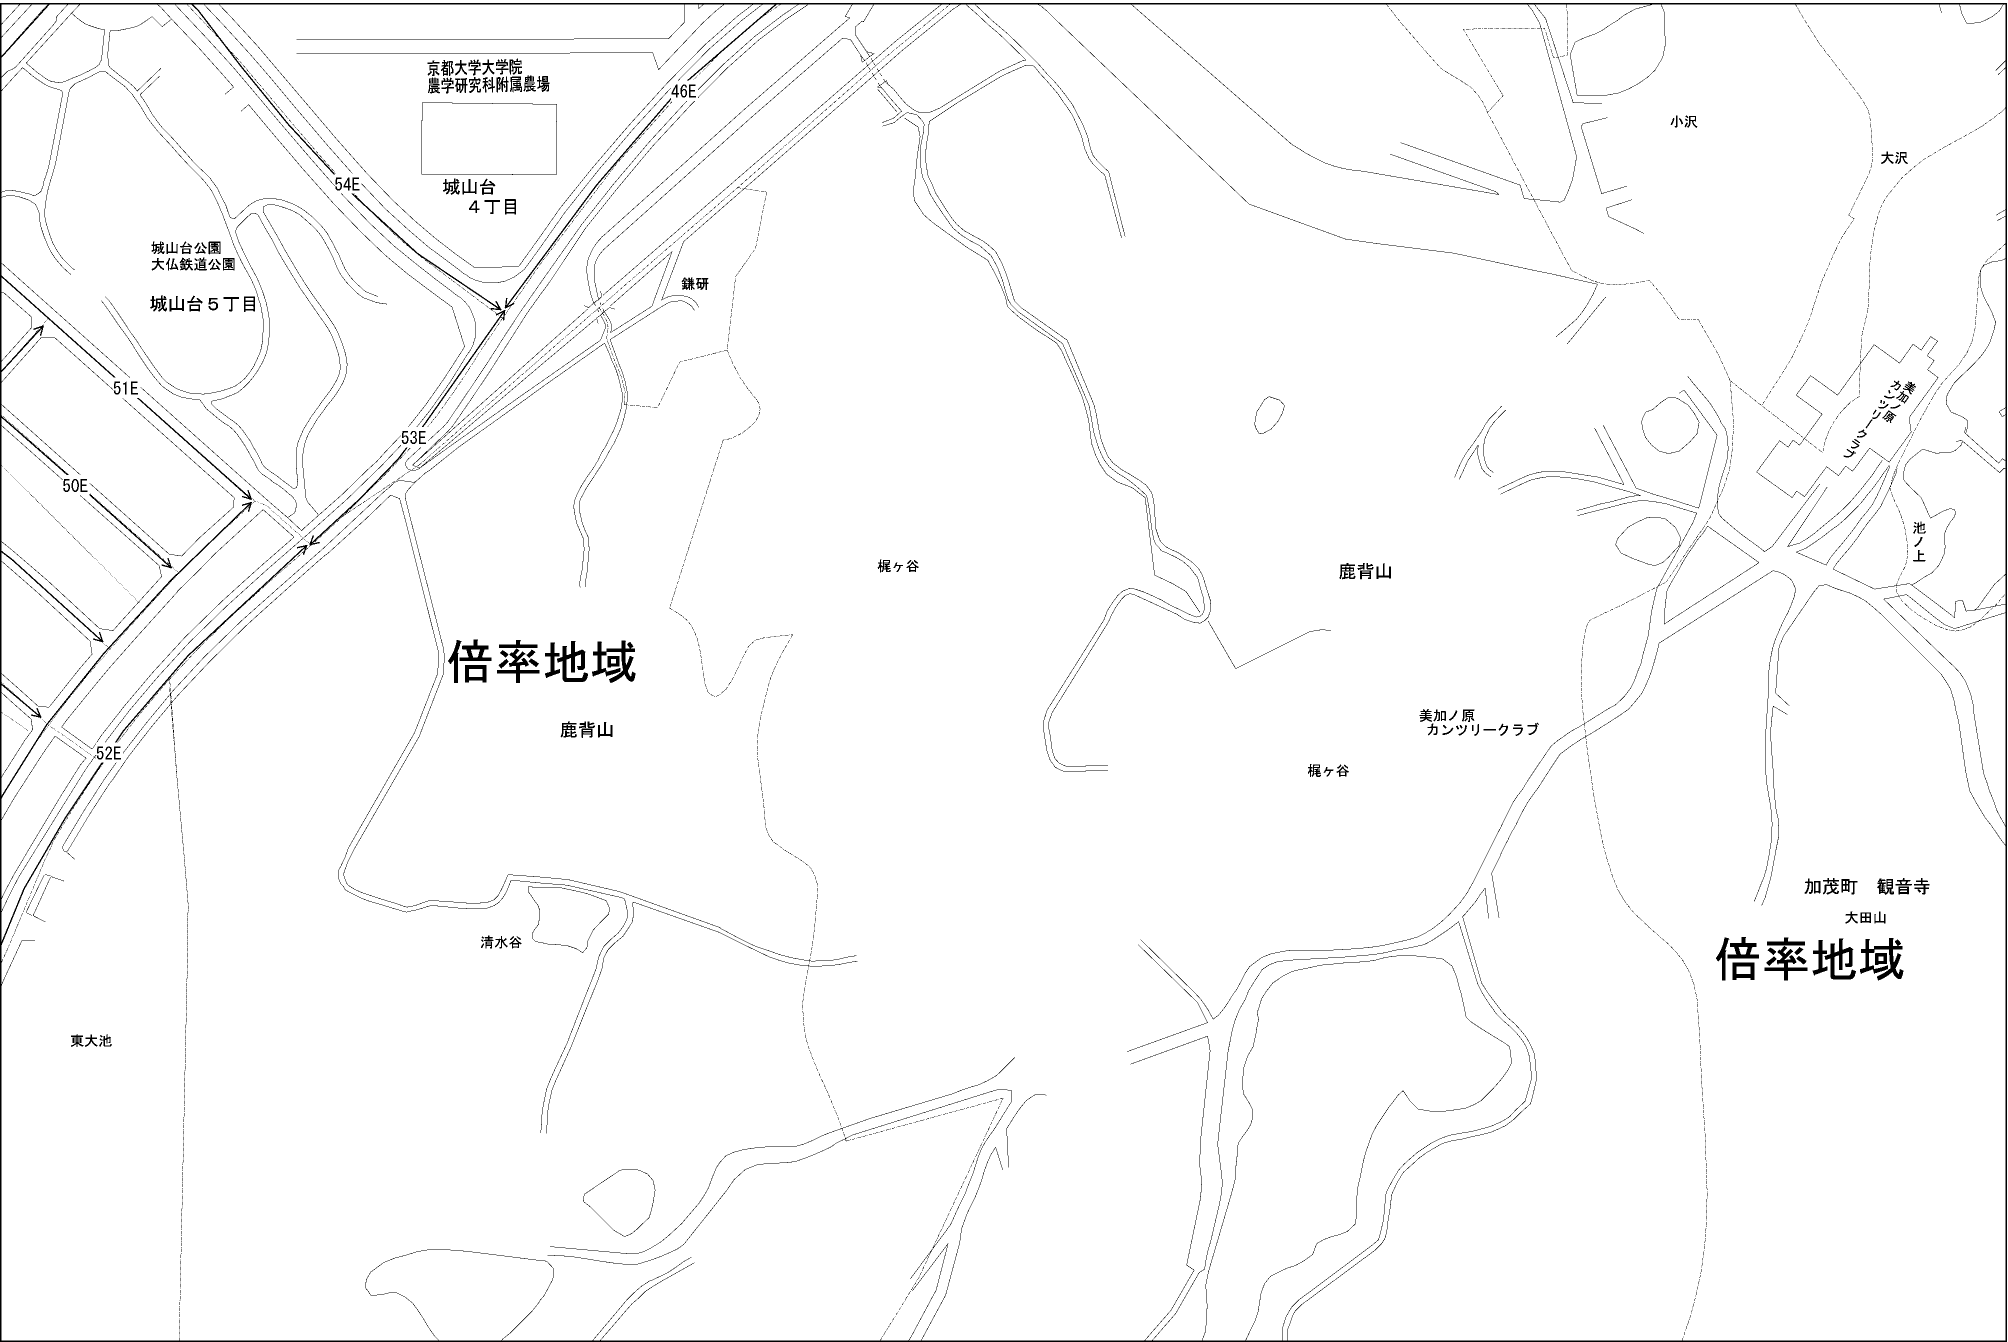 京都大学大学院
農学研究科附属農場
46E
小沢
大沢
54E
城山台
４丁目
城山台公園
大仏鉄道公園
鎌研
城山台５丁目
51E
美加ノ原
カンツリークラブ
53E
50E
池ノ上
梶ヶ谷
鹿背山
倍率地域
鹿背山
美加ノ原
カンツリークラブ
52E
梶ヶ谷
加茂町　観音寺
大田山
清水谷
倍率地域
東大池